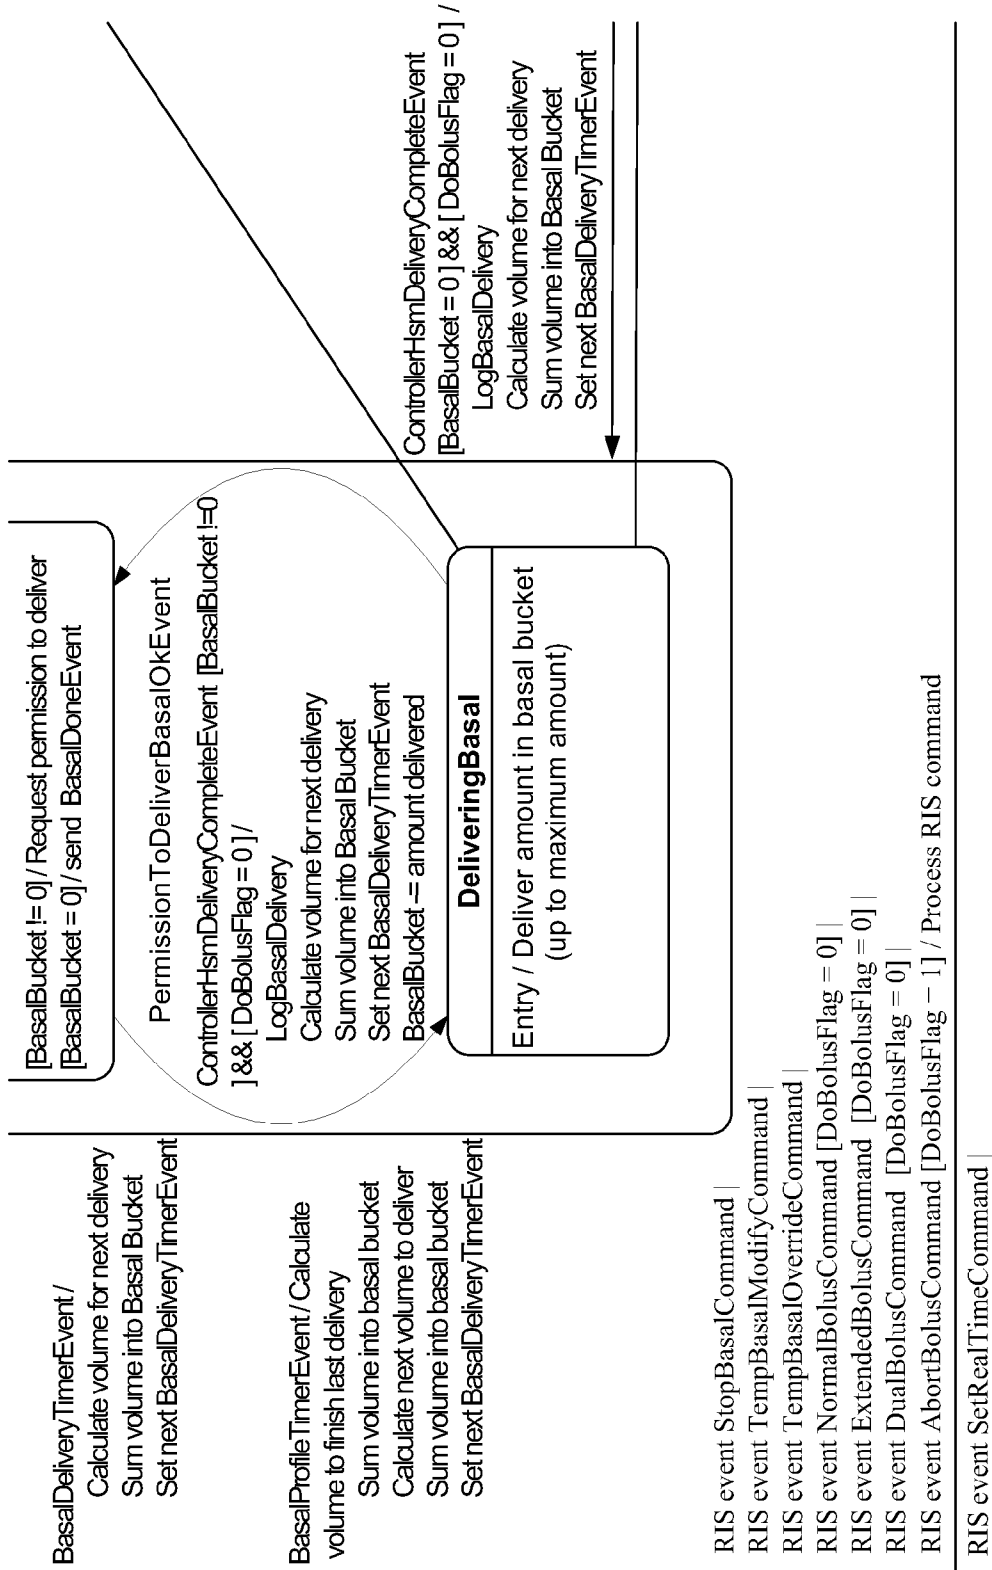 BasalDeliveryTimerEvent /
Calculate volume for next delivery
Sum volume into Basal Bucket
Set next BasalDeliveryTimerEvent
BasalProfileTimerEvent / Calculate
volume to finish last delivery
Sum volume into basal bucket
Calculate next volume to deliver
Sum volume into basal bucket
Set next BasalDeliveryTimerEvent
[BasalBucket != 0] / Request permission to deliver
[BasalBucket = 0] / send BasalDoneEvent
PermissionToDeliverBasalOkEvent
ControllerHsmDeliveryCompleteEvent [BasalBucket !=0
] && [ DoBolusFlag = 0 ] /
LogBasalDelivery
Calculate volume for next delivery
Sum volume into Basal Bucket
Set next BasalDeliveryTimerEvent
BasalBucket -= amount delivered
DeliveringBasal
Entry / Deliver amount in basal bucket
(up to maximum amount)
ControllerHsmDeliveryCompleteEvent
[BasalBucket = 0 ] && [ DoBolusFlag = 0 ] /
LogBasalDelivery
Calculate volume for next delivery
Sum volume into Basal Bucket
Set next BasalDeliveryTimerEvent
RIS event StopBasalCommand |
RIS event TempBasalModifyCommand |
RIS event TempBasalOverrideCommand |
RIS event NormalBolusCommand [DoBolusFlag = 0] |
RIS event ExtendedBolusCommand [DoBolusFlag = 0] |
RIS event DualBolusCommand [DoBolusFlag = 0] |
RIS event AbortBolusCommand [DoBolusFlag – 1] / Process RIS command
RIS event SetRealTimeCommand |